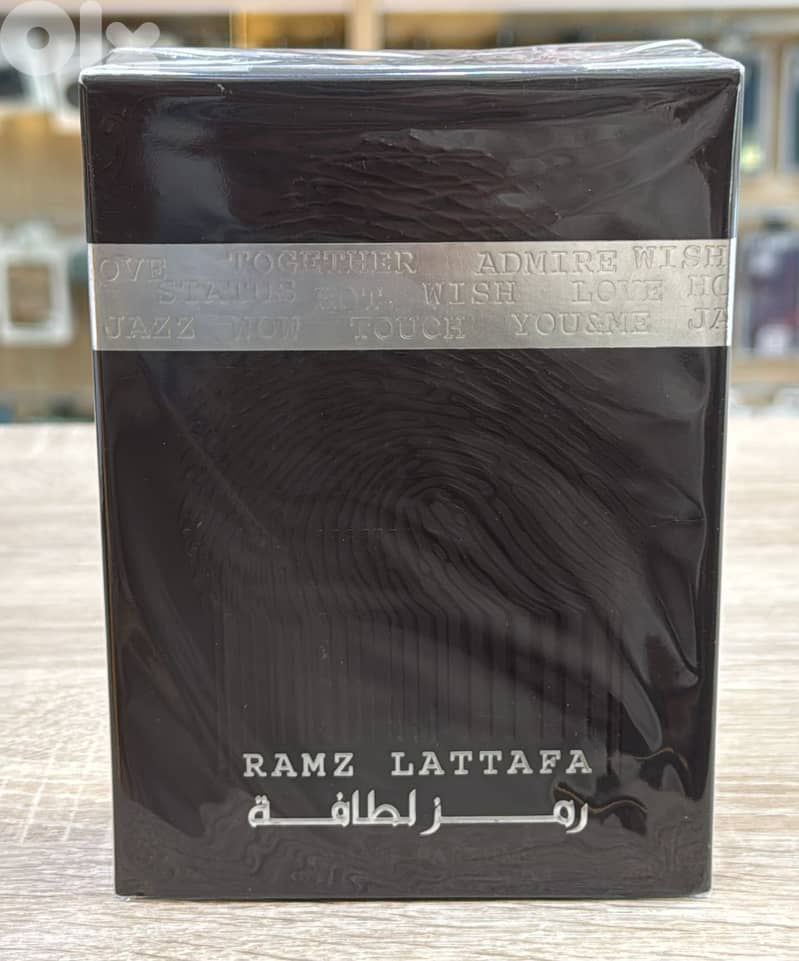 olx
OVE TOGETHER ADMIRE WISH
STATUS HOT. WISH LOVE HO
JAZZ WOW TOUCH YOU&ME JA
RAMZ LATTAFA
رمز لطافة